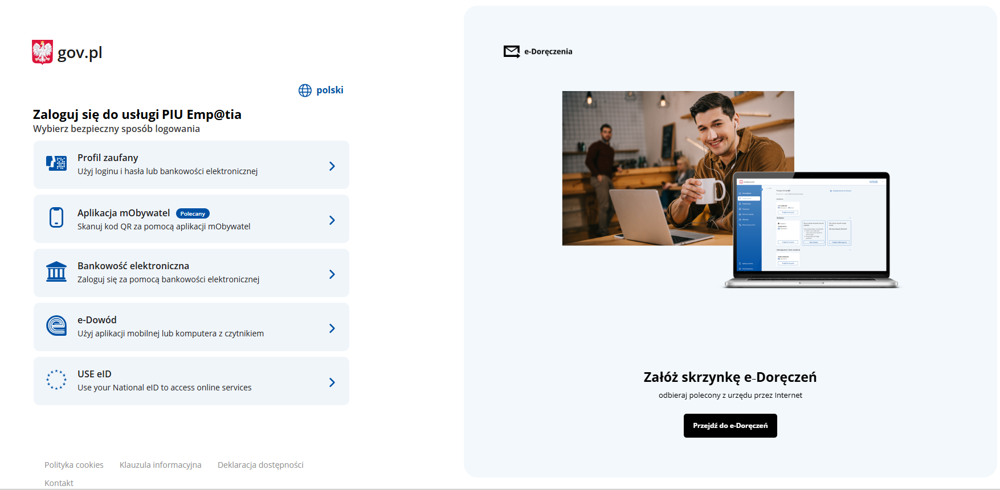 gov.pl
polski
Zaloguj się do usługi PIU Emp@tia
Wybierz bezpieczny sposób logowania
Profil zaufany
Użyj loginu i hasła lub bankowości elektronicznej
Aplikacja mObywatel Polecany
Skanuj kod QR za pomocą aplikacji mObywatel
Bankowość elektroniczna
Zaloguj się za pomocą bankowości elektronicznej
e-Dowód
Użyj aplikacji mobilnej lub komputera z czytnikiem
USE eID
Use your National eID to access online services
Polityka cookies Klauzula informacyjna Deklaracja dostępności
Kontakt
e-Doręczenia
Załóż skrzynkę e-Doręczeń
odbieraj polecony z urzędu przez Internet
Przejdź do e-Doręczeń